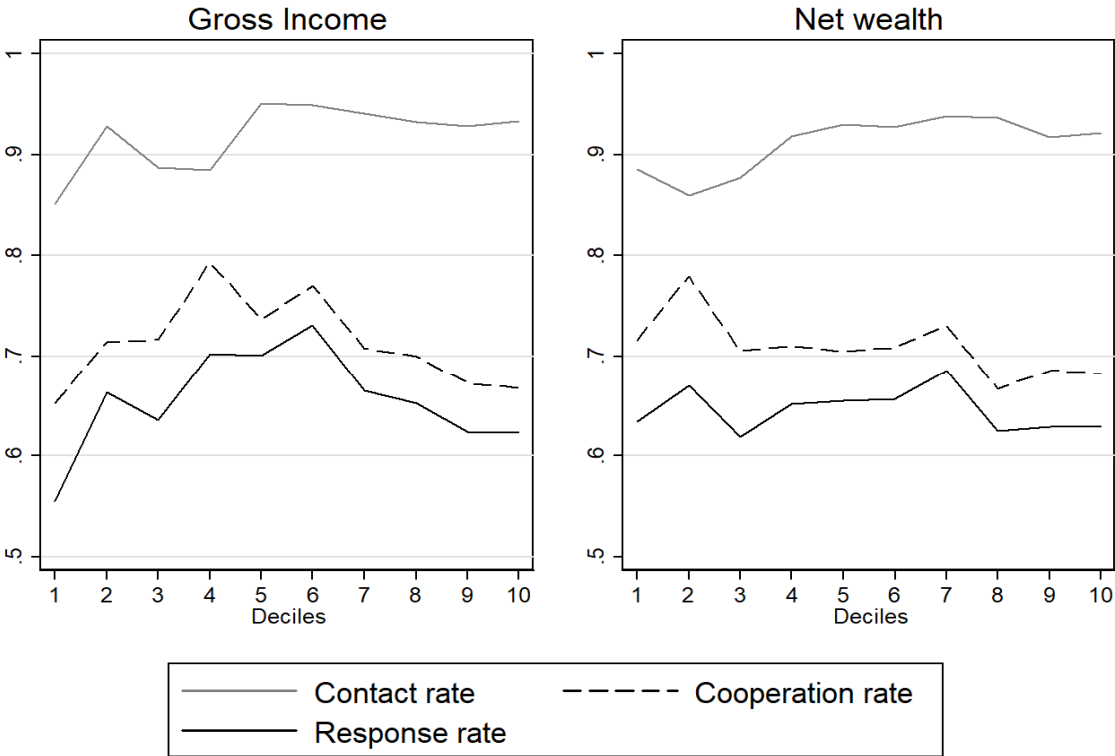 Gross Income
1
.9
.8
.7
.6
.5
1 2 3 4 5 6 7 8 9 10
Deciles
Net wealth
1
.9
.8
.7
.6
.5
1 2 3 4 5 6 7 8 9 10
Deciles
Contact rate
Cooperation rate
Response rate